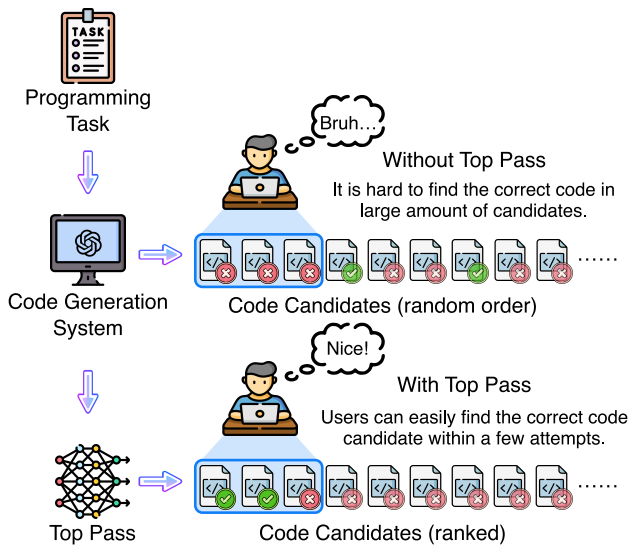 TASK
Programming
Task
Bruh...
Without Top Pass
It is hard to find the correct code in
large amount of candidates.
</> </> </> </> </> </> </> </> </> ......
Code Candidates (random order)
Code Generation
System
Nice!
With Top Pass
Users can easily find the correct code
candidate within a few attempts.
</> </> </> </> </> </> </> </> </> ......
Code Candidates (ranked)
Top Pass